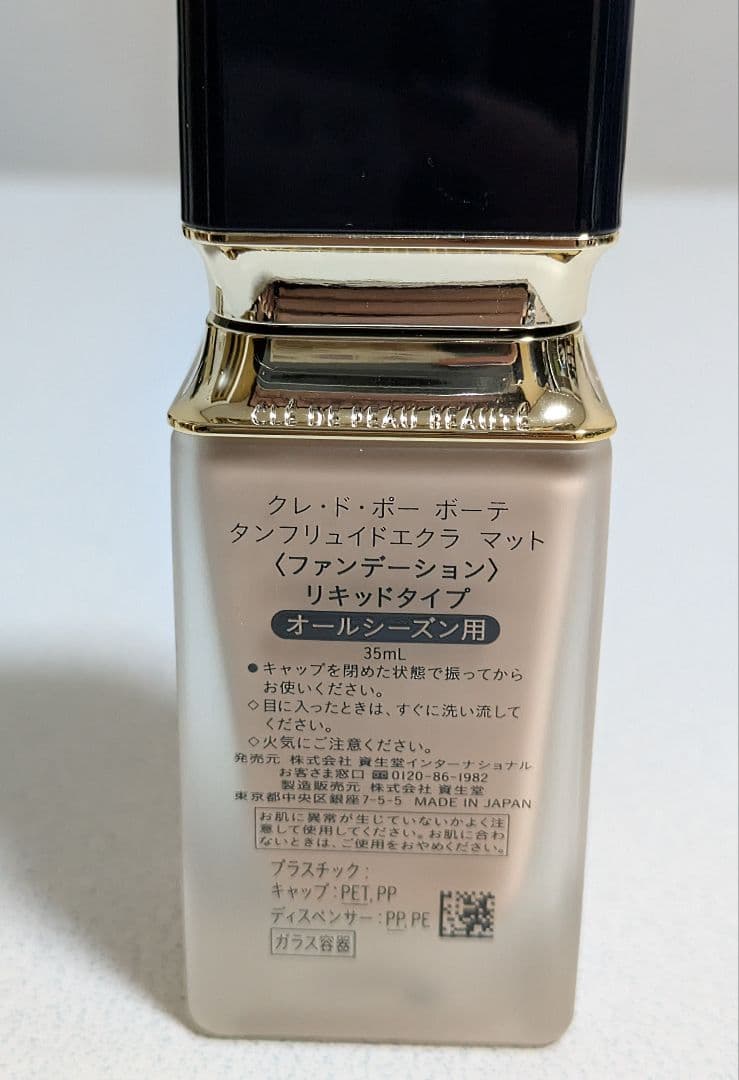 CLÉ DE PEAU BEAUTÉ
クレ・ド・ポー ボーテ
タンフリュイドエクラ マット
〈ファンデーション〉
リキッドタイプ
オールシーズン用
35mL
●キャップを閉めた状態で振ってから
お使いください。
◇目に入ったときは、すぐに洗い流して
ください。
◇火気にご注意ください。
発売元 株式会社 資生堂インターナショナル
お客さま窓口 0120-86-1982
製造販売元 株式会社 資生堂
東京都中央区銀座7-5-5 MADE IN JAPAN
お肌に異常が生じていないかよく注
意して使用してください。お肌に合わ
ないときは、ご使用をおやめください。
プラスチック:
キャップ:PET,PP
ディスペンサー:PP,PE
ガラス容器